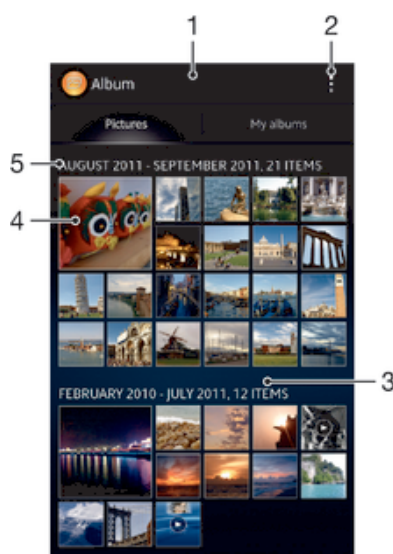 1
2
Album
Pictures
My albums
5
AUGUST 2011 - SEPTEMBER 2011, 21 ITEMS
4
3
FEBRUARY 2010 - JULY 2011, 12 ITEMS